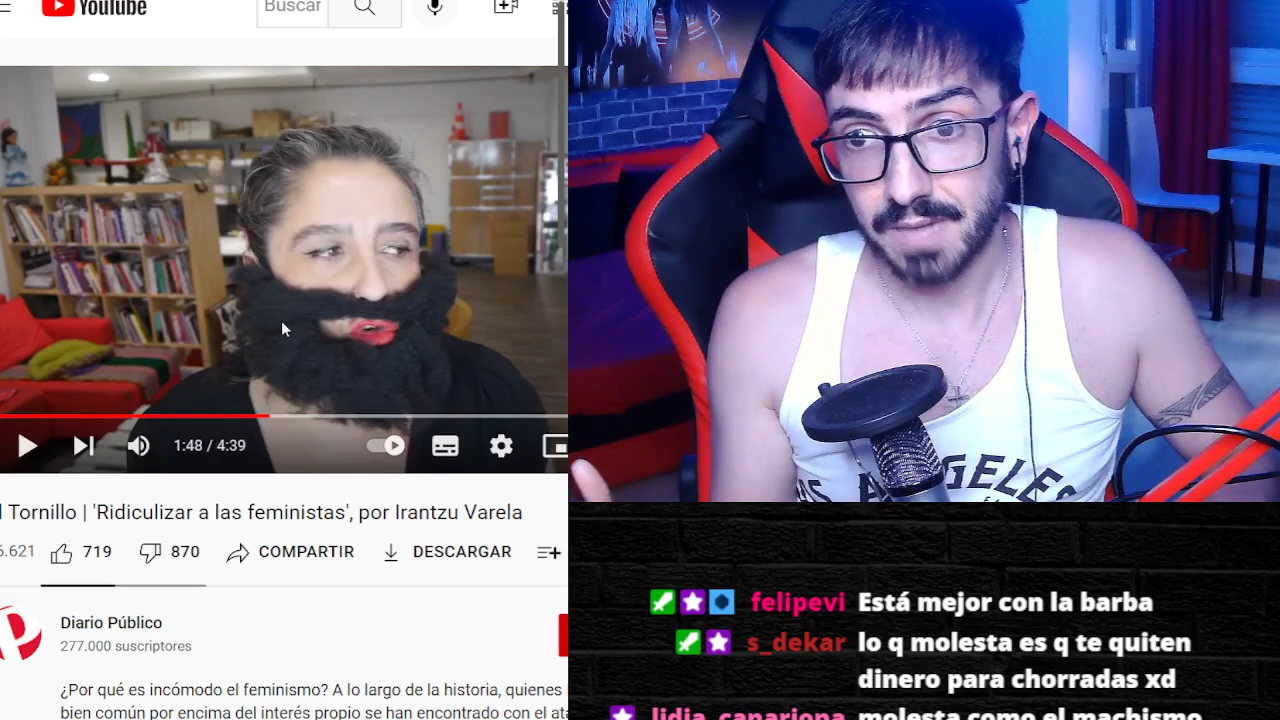 YouTube
Buscar
1:48 / 4:39
l Tornillo | 'Ridiculizar a las feministas', por Irantzu Varela
6.621
719
870
COMPARTIR
DESCARGAR
Diario Público
277.000 suscriptores
¿Por qué es incómodo el feminismo? A lo largo de la historia, quienes
bien común por encima del interés propio se han encontrado con el at
felipevi Está mejor con la barba
s_dekar lo q molesta es q te quiten
dinero para chorradas xd
lidia_canariona molesta como el machismo